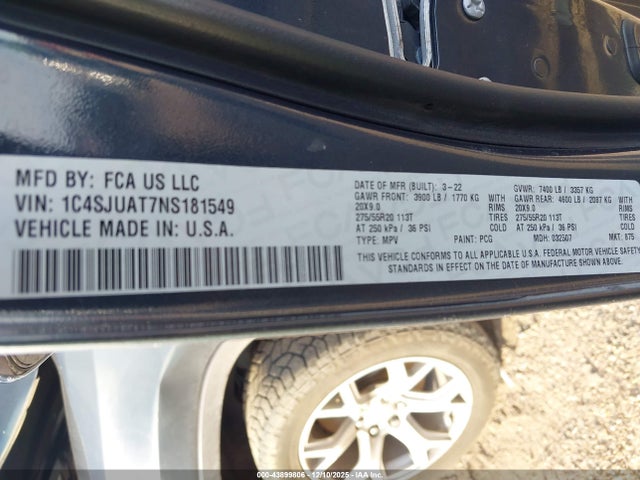 MFD BY: FCA US LLC
VIN: 1C4SJUAT7NS181549
VEHICLE MADE IN: U.S.A.
DATE OF MFR (BUILT): 3-22 GVWR: 7400 LB / 3357 KG
GAWR FRONT: 3900 LB / 1770 KG GAWR REAR: 4600 LB / 2087 KG
20X9.0 RIMS 20X9.0 RIMS
275/55R20 113T TIRES 275/55R20 113T TIRES
AT 250 kPa / 36 PSI COLD AT 250 kPa / 36 PSI COLD
TYPE: MPV PAINT: PCG MDH: 032507 MKT: 875
THIS VEHICLE CONFORMS TO ALL APPLICABLE U.S.A. FEDERAL MOTOR VEHICLE SAFETY
STANDARDS IN EFFECT ON THE DATE OF MANUFACTURE SHOWN ABOVE.
000-43899806 - 12/10/2025 - IAA Inc.